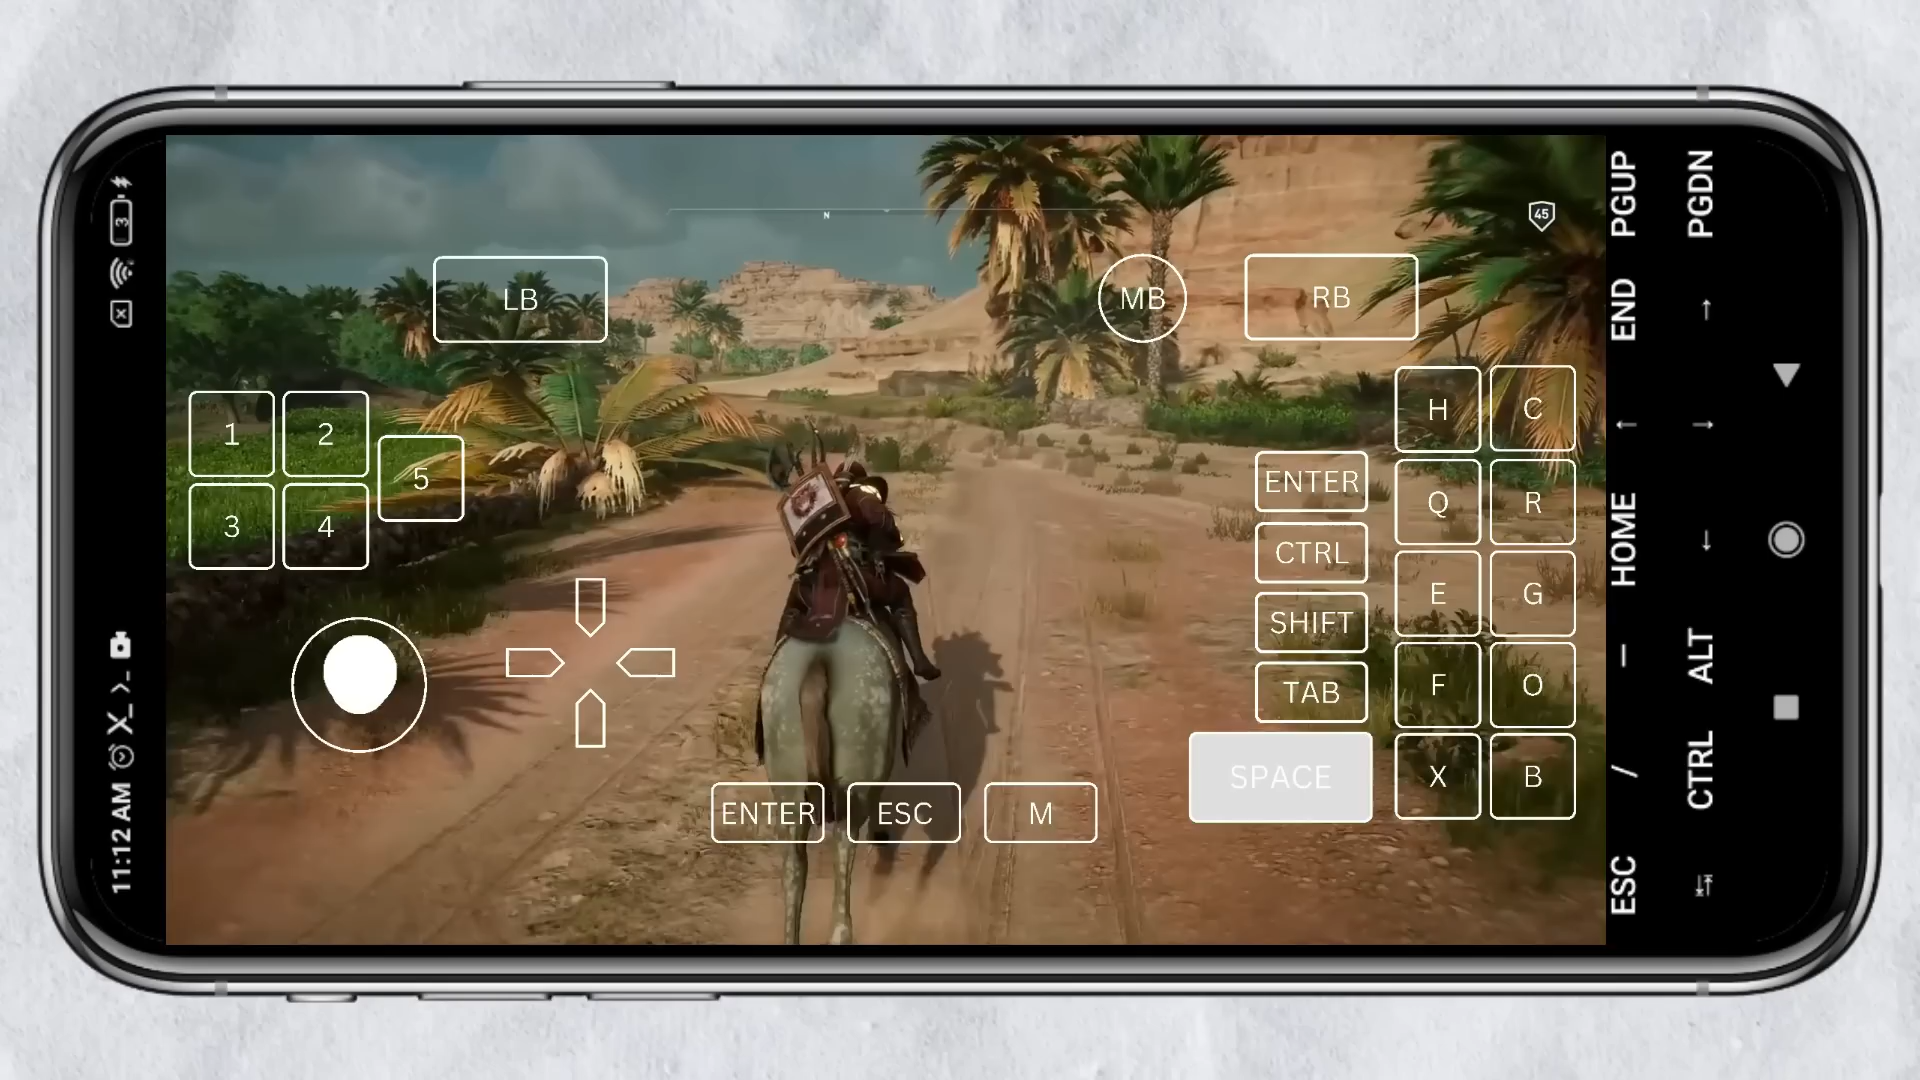 11:12 AM
3
N
45
LB
MB
RB
1
2
3
4
5
H
C
ENTER
Q
R
CTRL
E
G
SHIFT
F
O
TAB
SPACE
X
B
ENTER
ESC
M
ESC
/
—
HOME
↑
END
PGUP
CTRL
ALT
↓
→
↑
PGDN